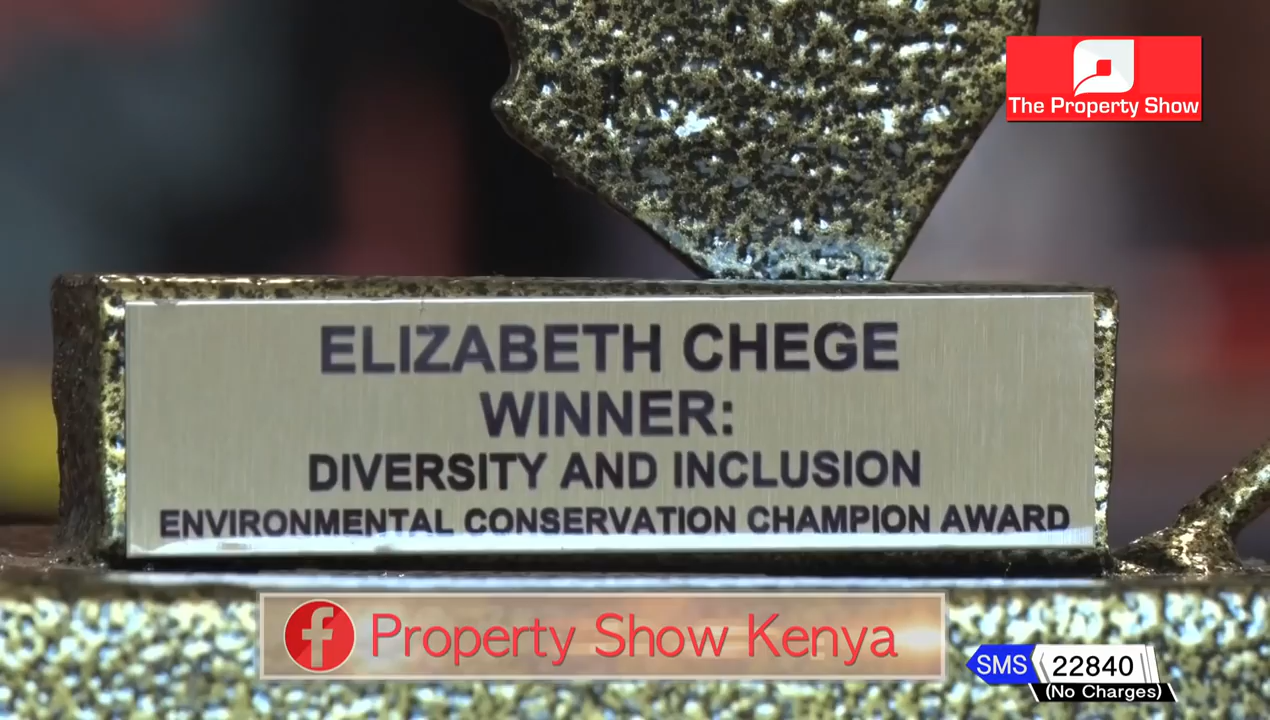 The Property Show
ELIZABETH CHEGE
WINNER:
DIVERSITY AND INCLUSION
ENVIRONMENTAL CONSERVATION CHAMPION AWARD
Property Show Kenya
SMS 22840
(No Charges)